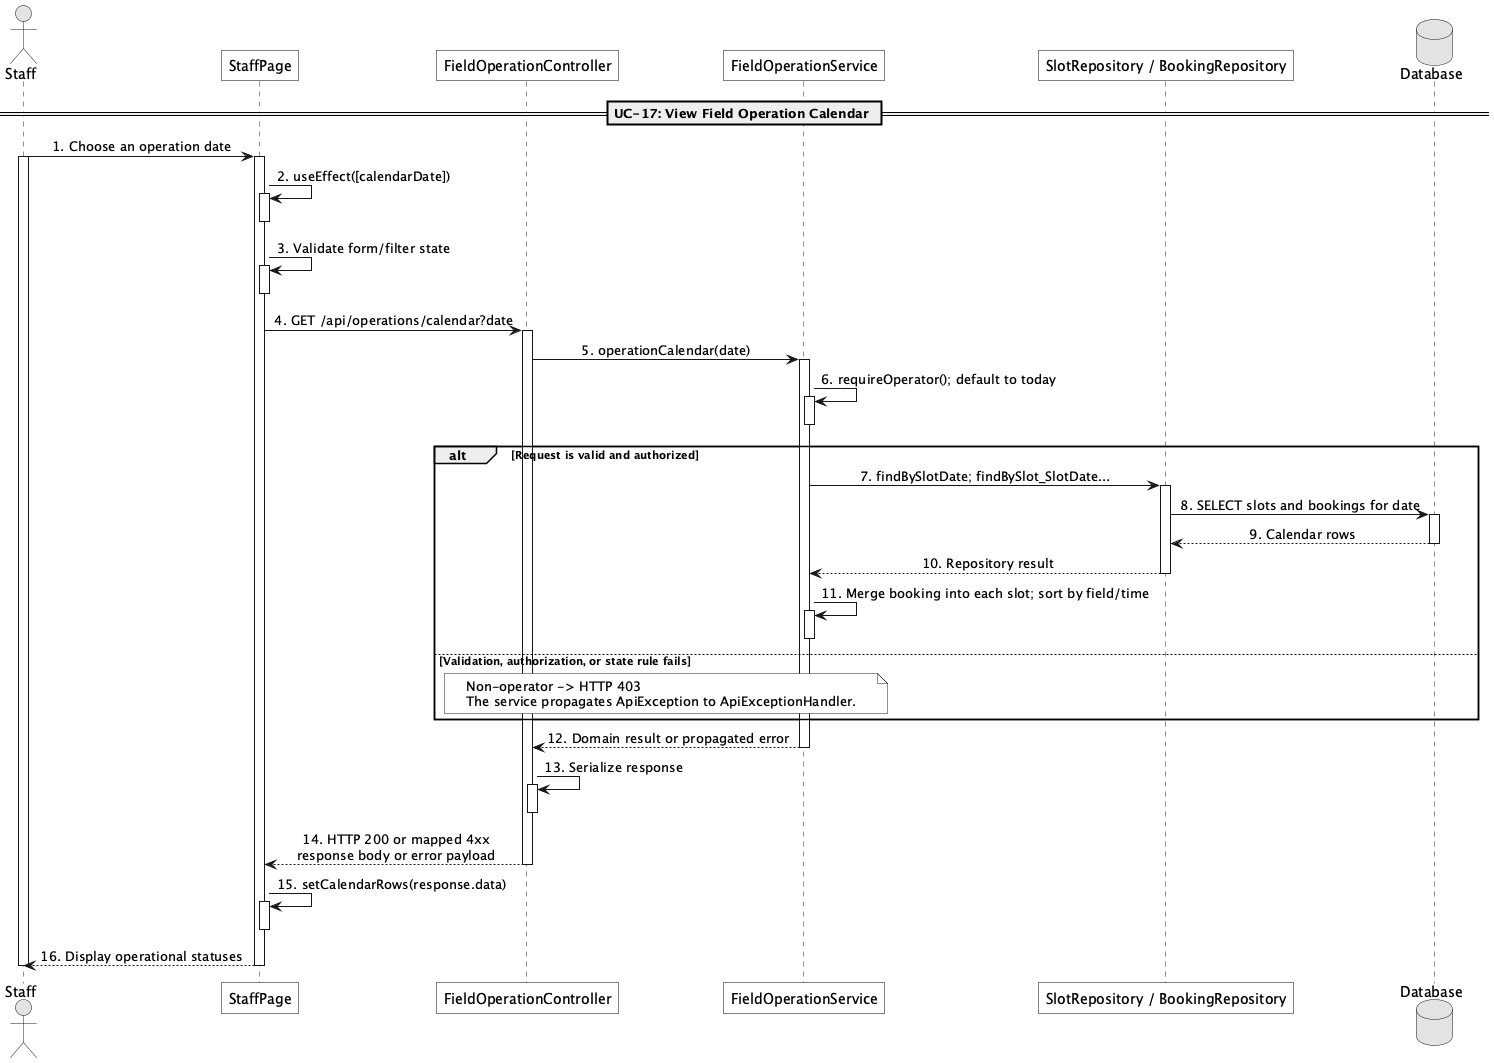 Staff
StaffPage
FieldOperationController
FieldOperationService
SlotRepository / BookingRepository
Database
UC-17: View Field Operation Calendar
1. Choose an operation date
2. useEffect([calendarDate])
3. Validate form/filter state
4. GET /api/operations/calendar?date
5. operationCalendar(date)
6. requireOperator(); default to today
alt
[Request is valid and authorized]
7. findBySlotDate; findBySlot_SlotDate...
8. SELECT slots and bookings for date
9. Calendar rows
10. Repository result
11. Merge booking into each slot; sort by field/time
[Validation, authorization, or state rule fails]
Non-operator -> HTTP 403
The service propagates ApiException to ApiExceptionHandler.
12. Domain result or propagated error
13. Serialize response
14. HTTP 200 or mapped 4xx
response body or error payload
15. setCalendarRows(response.data)
16. Display operational statuses
Staff
StaffPage
FieldOperationController
FieldOperationService
SlotRepository / BookingRepository
Database